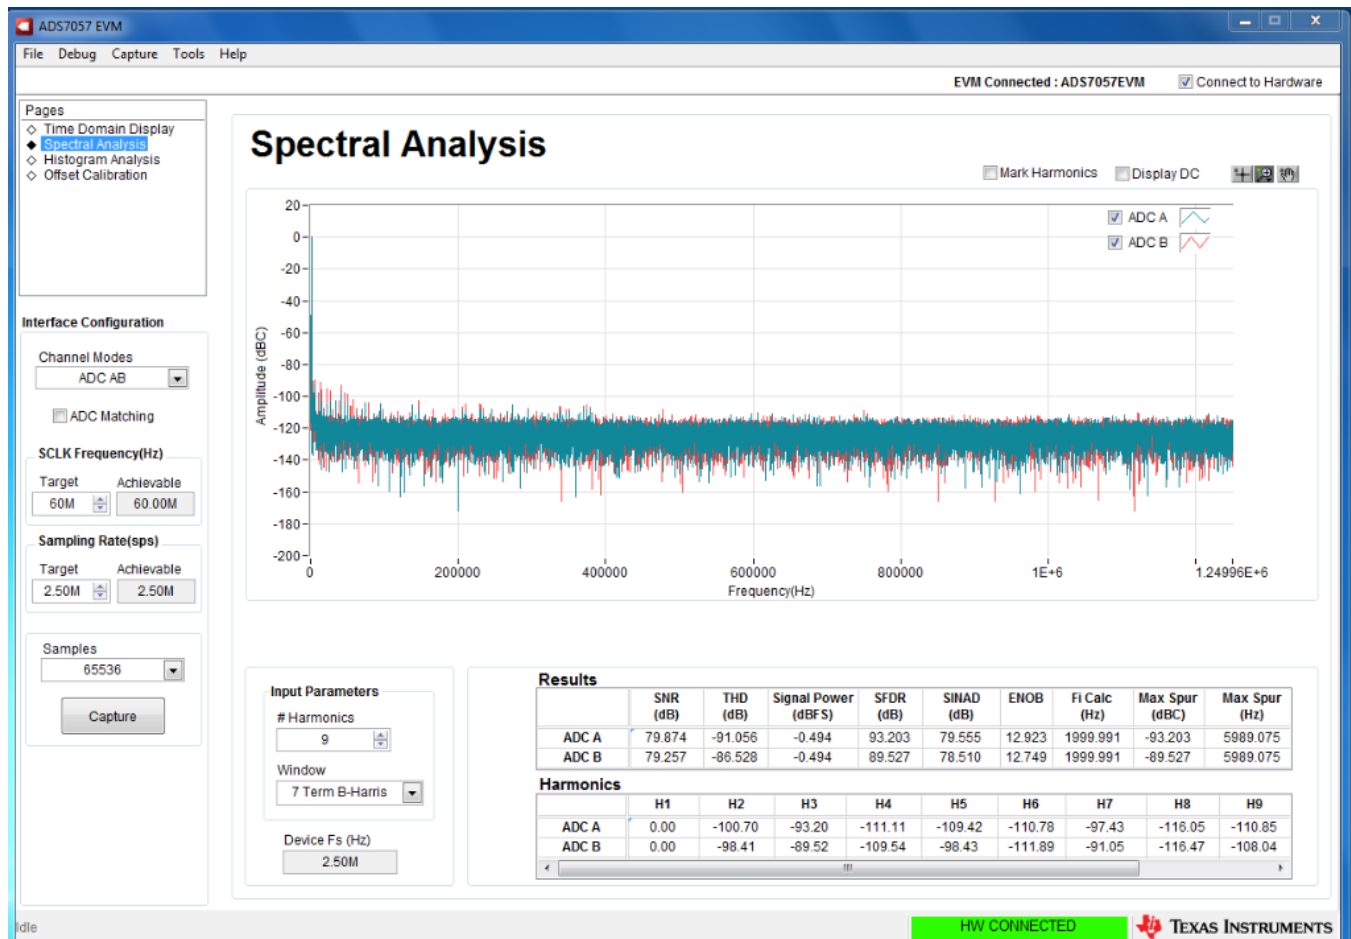 ADS7057 EVM
File Debug Capture Tools Help
EVM Connected : ADS7057EVM Connect to Hardware
Pages
Time Domain Display
Spectral Analysis
Histogram Analysis
Offset Calibration
Interface Configuration
Channel Modes
ADC AB
ADC Matching
SCLK Frequency(Hz)
Target Achievable
60M 60.00M
Sampling Rate(sps)
Target Achievable
2.50M 2.50M
Samples
65536
Capture
Spectral Analysis
Mark Harmonics Display DC
ADC A
ADC B
Amplitude (dBC)
20
0
-20
-40
-60
-80
-100
-120
-140
-160
-180
-200
0 200000 400000 600000 800000 1E+6 1.24996E+6
Frequency(Hz)
Input Parameters
# Harmonics
9
Window
7 Term B-Harris
Device Fs (Hz)
2.50M
Results
SNR (dB) THD (dB) Signal Power (dBFS) SFDR (dB) SINAD (dB) ENOB Fi Calc (Hz) Max Spur (dBC) Max Spur (Hz)
ADC A 79.874 -91.056 -0.494 93.203 79.555 12.923 1999.991 -93.203 5989.075
ADC B 79.257 -86.528 -0.494 89.527 78.510 12.749 1999.991 -89.527 5989.075
Harmonics
H1 H2 H3 H4 H5 H6 H7 H8 H9
ADC A 0.00 -100.70 -93.20 -111.11 -109.42 -110.78 -97.43 -116.05 -110.85
ADC B 0.00 -98.41 -89.52 -109.54 -98.43 -111.89 -91.05 -116.47 -108.04
Idle
HW CONNECTED
TEXAS INSTRUMENTS